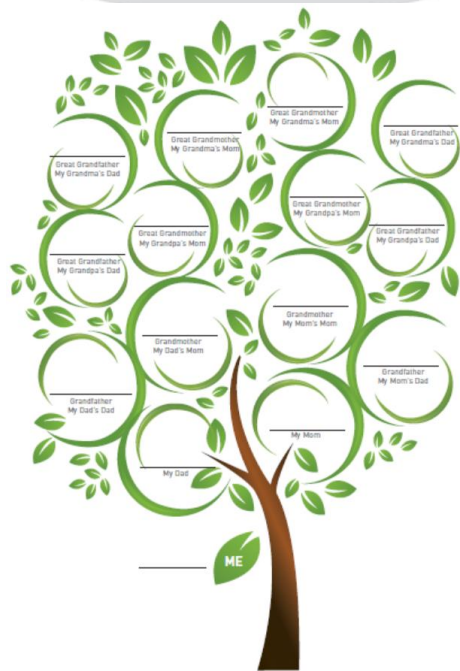 Great Grandmother
My Grandma's Mom
Great Grandfather
My Grandma's Dad
Great Grandmother
My Grandma's Mom
Great Grandfather
My Grandma's Dad
Great Grandmother
My Grandpa's Mom
Great Grandmother
My Grandpa's Mom
Great Grandfather
My Grandpa's Dad
Great Grandfather
My Grandpa's Dad
Grandmother
My Mom's Mom
Grandmother
My Dad's Mom
Grandfather
My Mom's Dad
Grandfather
My Dad's Dad
My Mom
My Dad
ME